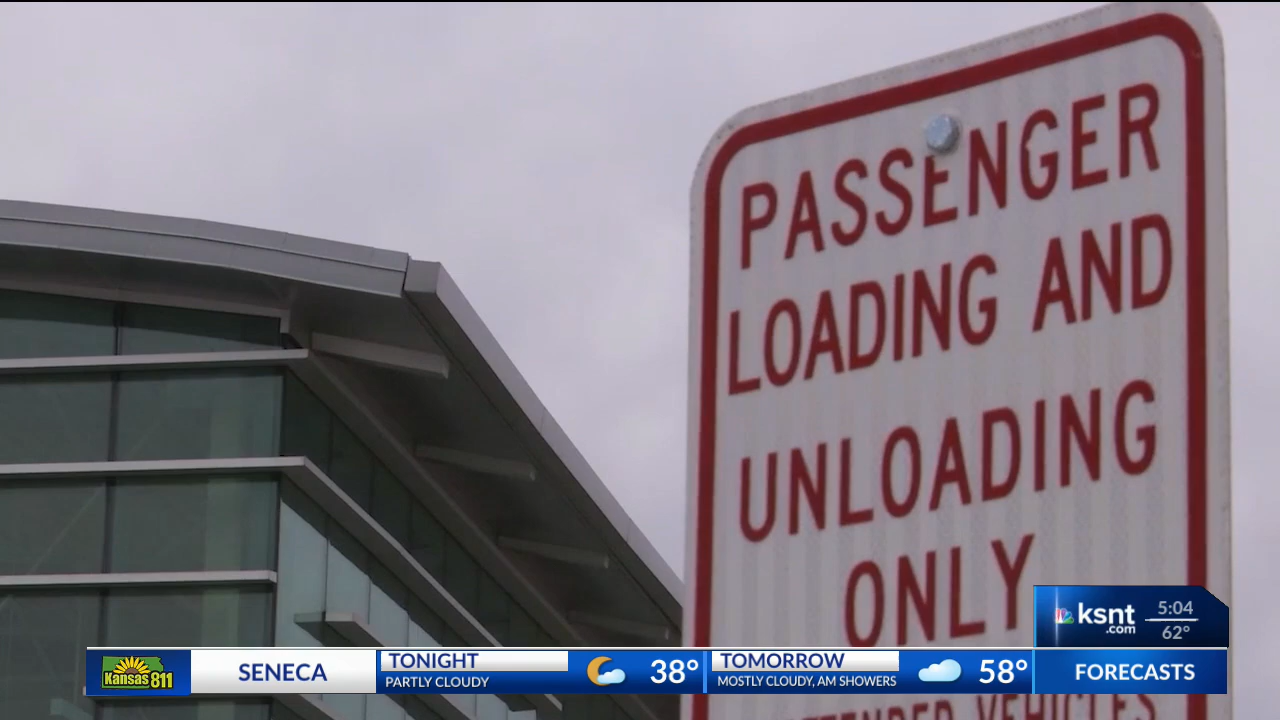 PASSENGER
LOADING AND
UNLOADING
ONLY
VEHICLES
ksnt
.com
5:04
62°
Kansas 811
SENECA
TONIGHT
PARTLY CLOUDY
38°
TOMORROW
MOSTLY CLOUDY, AM SHOWERS
58°
FORECASTS